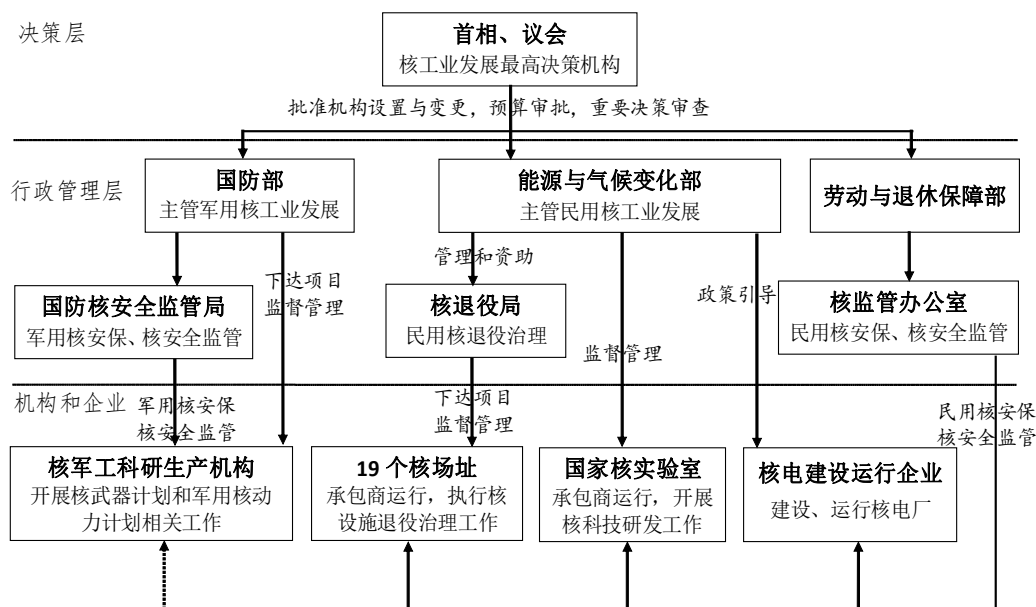 决策层
首相、议会
核工业发展最高决策机构
批准机构设置与变更，预算审批，重要决策审查
行政管理层
国防部
主管军用核工业发展
能源与气候变化部
主管民用核工业发展
劳动与退休保障部
管理和资助
下达项目
监督管理
政策引导
国防核安全监管局
军用核安保、核安全监管
核退役局
民用核退役治理
核监管办公室
民用核安保、核安全监管
监督管理
机构和企业
军用核安保
核安全监管
下达项目
监督管理
民用核安保
核安全监管
核军工科研生产机构
开展核武器计划和军用核动
力计划相关工作
19 个核场址
承包商运行，执行核
设施退役治理工作
国家核实验室
承包商运行，开展
核科技研发工作
核电建设运行企业
建设、运行核电厂